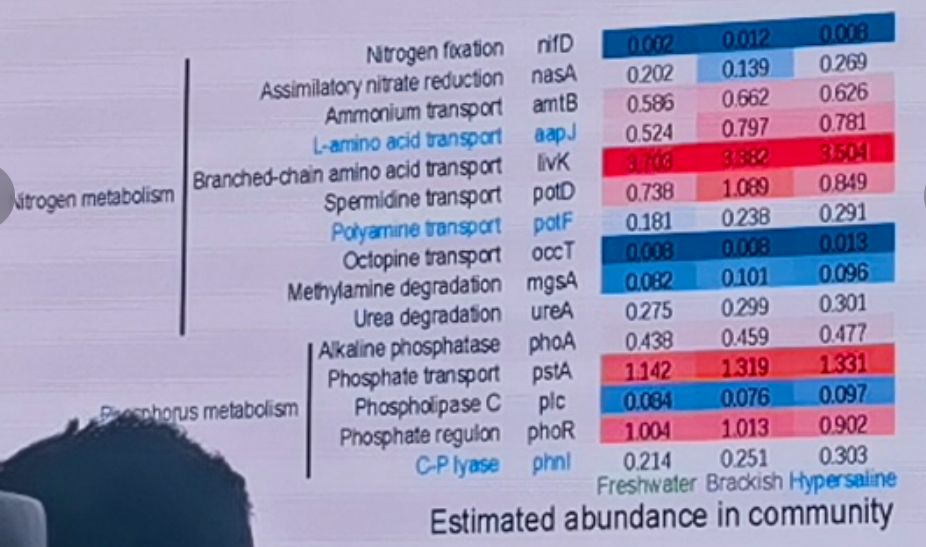 Nitrogen fixation nifD 0.002 0.012 0.008
Assimilatory nitrate reduction nasA 0.202 0.139 0.269
Ammonium transport amtB 0.586 0.662 0.626
L-amino acid transport aapJ 0.524 0.797 0.781
Branched-chain amino acid transport livK 3.703 3.382 3.504
Nitrogen metabolism
Spermidine transport potD 0.738 1.089 0.849
Polyamine transport potF 0.181 0.238 0.291
Octopine transport occT 0.008 0.008 0.013
Methylamine degradation mgsA 0.082 0.101 0.096
Urea degradation ureA 0.275 0.299 0.301
Alkaline phosphatase phoA 0.438 0.459 0.477
Phosphate transport pstA 1.142 1.319 1.331
Phosphorus metabolism
Phospholipase C plc 0.084 0.076 0.097
Phosphate regulon phoR 1.004 1.013 0.902
C-P lyase phnI 0.214 0.251 0.303
Freshwater Brackish Hypersaline
Estimated abundance in community